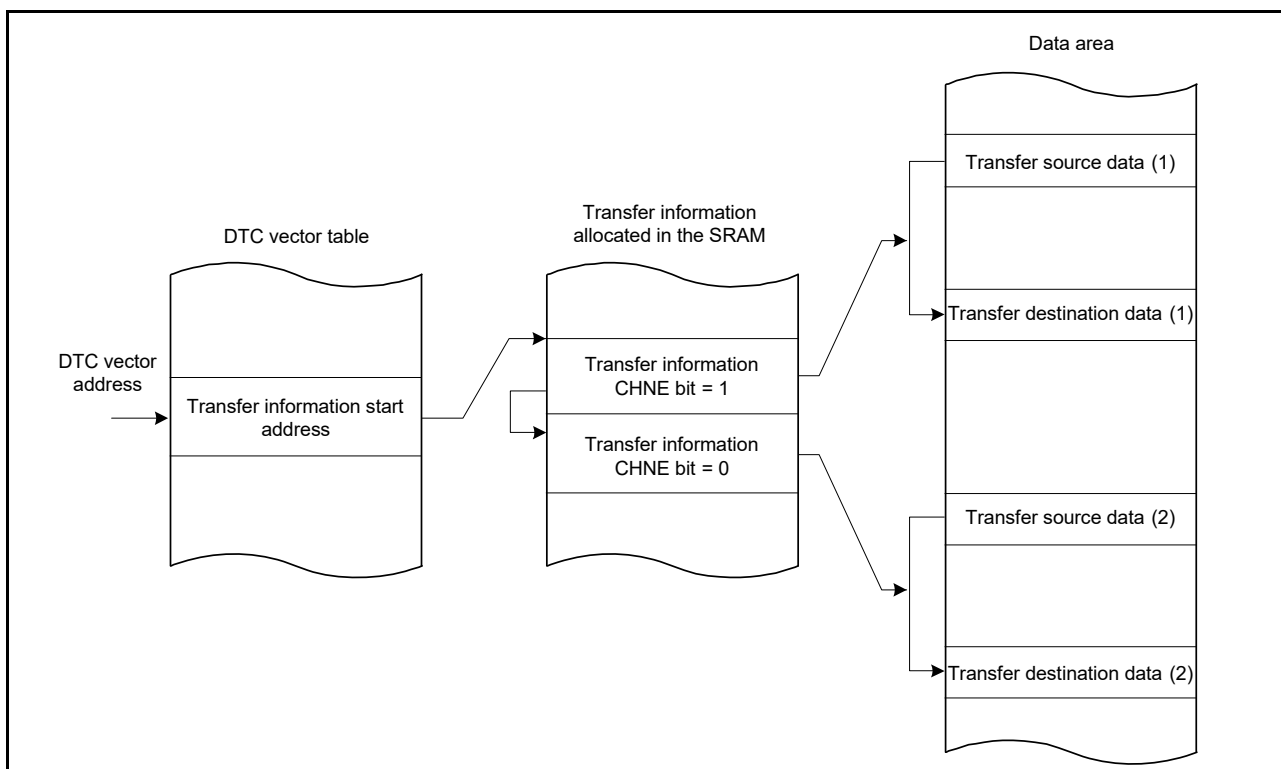 Data area
Transfer source data (1)
Transfer information
allocated in the SRAM
DTC vector table
Transfer destination data (1)
DTC vector
address
Transfer information
CHNE bit = 1
Transfer information start
address
Transfer information
CHNE bit = 0
Transfer source data (2)
Transfer destination data (2)